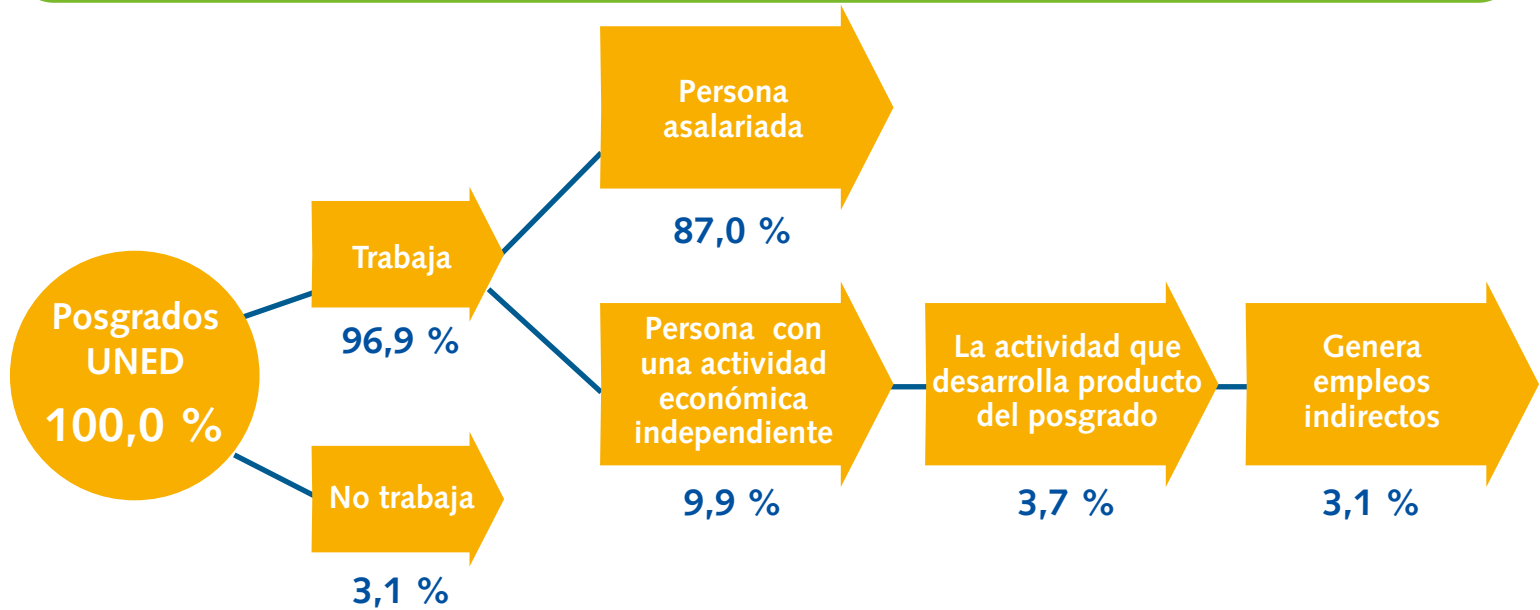 Posgrados
UNED
100,0 %
Trabaja
96,9 %
No trabaja
3,1 %
Persona
asalariada
87,0 %
Persona con
una actividad
económica
independiente
9,9 %
La actividad que
desarrolla producto
del posgrado
3,7 %
Genera
empleos
indirectos
3,1 %